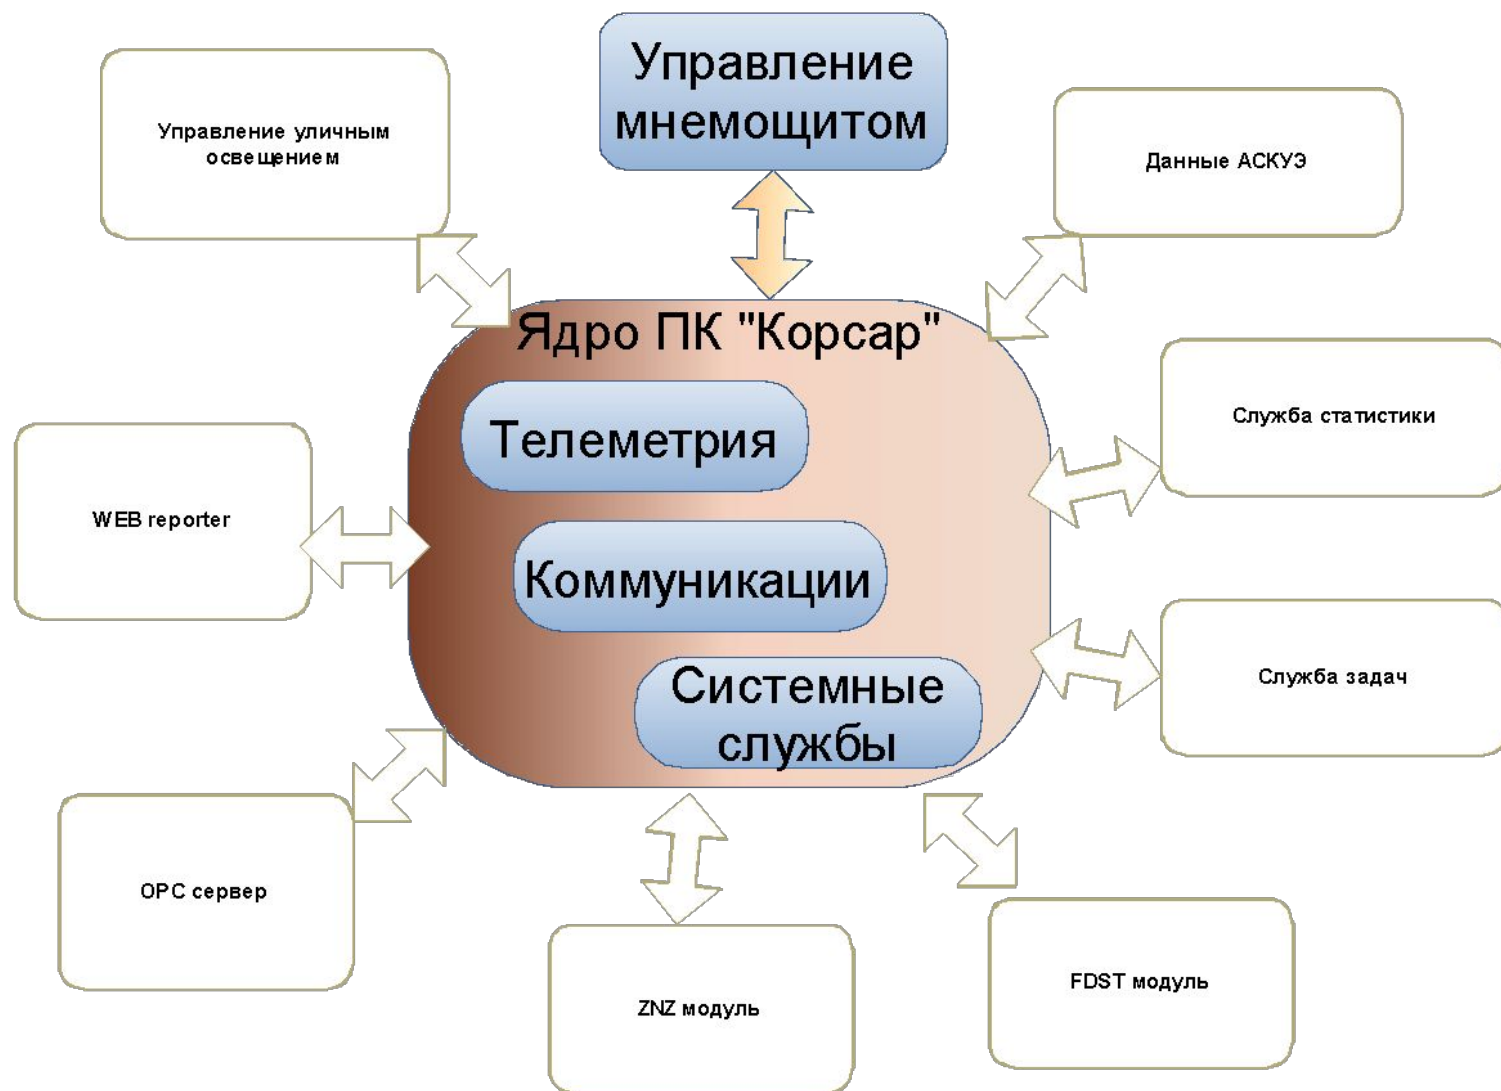 Управление
мнемощитом
Управление уличным
освещением
Данные АСКУЭ
Ядро ПК "Корсар"
Телеметрия
Служба статистики
WEB reporter
Коммуникации
Служба задач
Системные
службы
OPC сервер
ZNZ модуль
FDST модуль